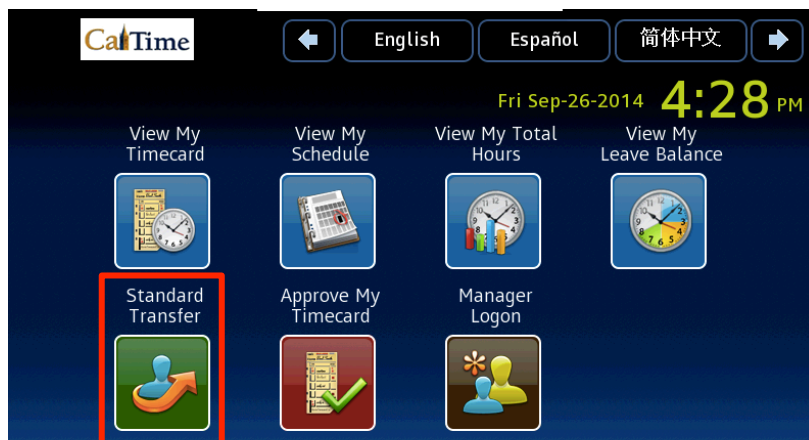 CalTime
English
Español
简体中文
Fri Sep-26-2014 4:28 PM
View My
Timecard
View My
Schedule
View My Total
Hours
View My
Leave Balance
Standard
Transfer
Approve My
Timecard
Manager
Logon